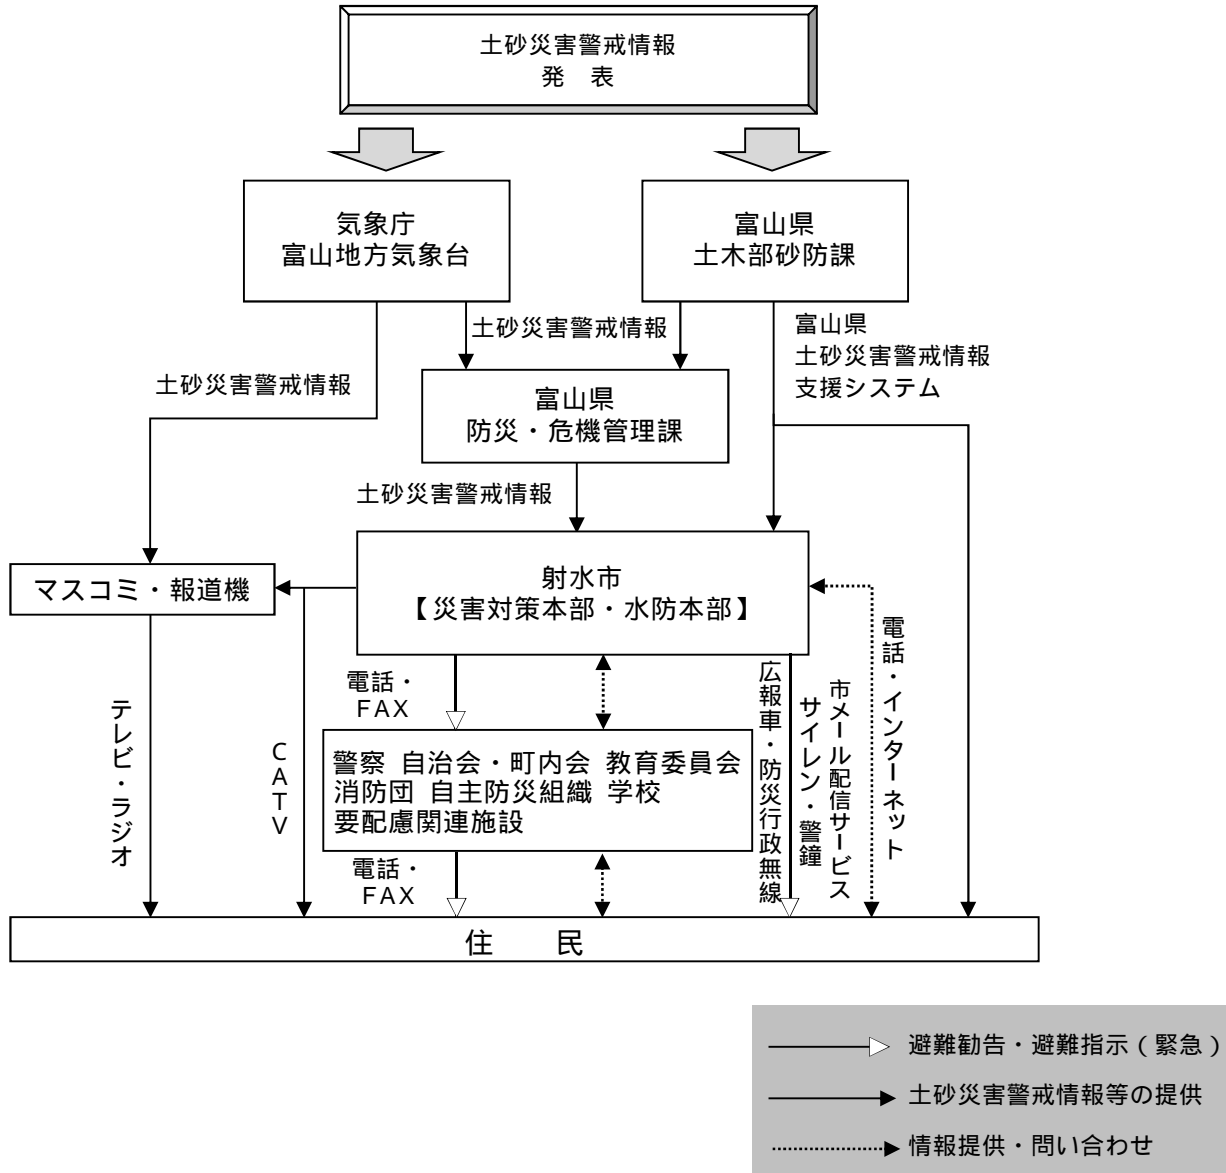 土砂災害警戒情報
発　表
気象庁
富山地方気象台
富山県
土木部砂防課
土砂災害警戒情報
富山県
土砂災害警戒情報
支援システム
土砂災害警戒情報
富山県
防災・危機管理課
土砂災害警戒情報
マスコミ・報道機
射水市
【災害対策本部・水防本部】
電話・
FAX
広報車・防災行政無線
サイレン・警鐘
市メール配信サービス
電話・インターネット
テレビ・ラジオ
CATV
警察 自治会・町内会 教育委員会
消防団 自主防災組織 学校
要配慮関連施設
電話・
FAX
住　民
避難勧告・避難指示(緊急)
土砂災害警戒情報等の提供
情報提供・問い合わせ